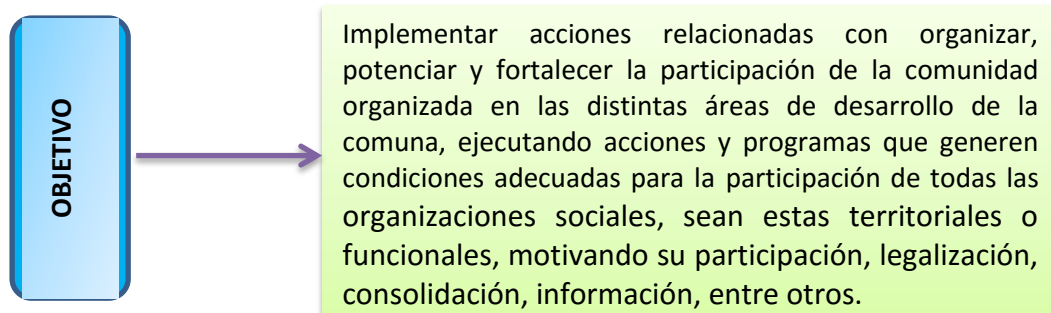 OBJETIVO
Implementar acciones relacionadas con organizar,
potenciar y fortalecer la participación de la comunidad
organizada en las distintas áreas de desarrollo de la
comuna, ejecutando acciones y programas que generen
condiciones adecuadas para la participación de todas las
organizaciones sociales, sean estas territoriales o
funcionales, motivando su participación, legalización,
consolidación, información, entre otros.